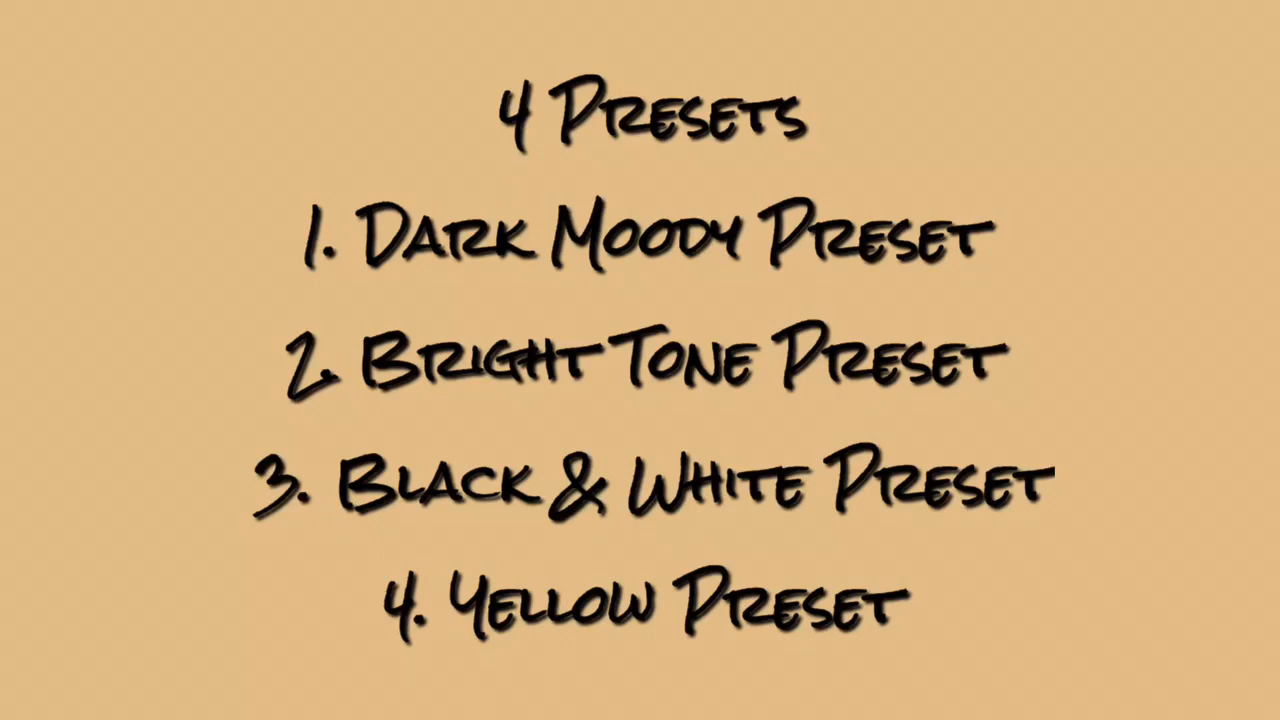 4 Presets
1. Dark Moody Preset
2. Bright Tone Preset
3. Black & White Preset
4. Yellow Preset